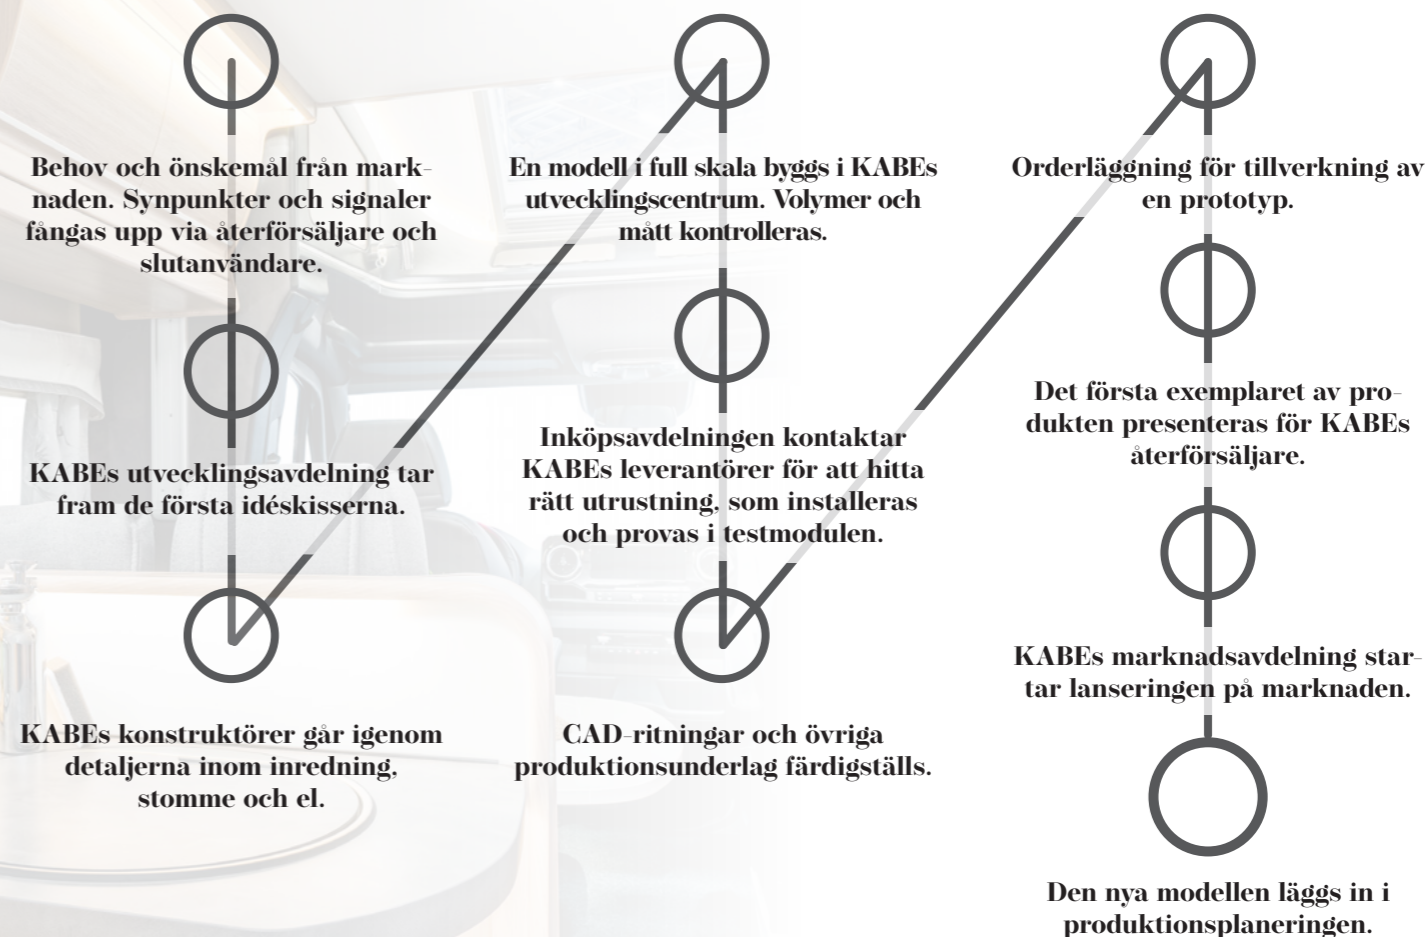 Behov och önskemål från mark-
naden. Synpunkter och signaler
fångas upp via återförsäljare och
slutanvändare.
KABEs utvecklingsavdelning tar
fram de första idéskisserna.
KABEs konstruktörer går igenom
detaljerna inom inredning,
stomme och el.
En modell i full skala byggs i KABEs
utvecklingscentrum. Volymer och
mått kontrolleras.
Inköpsavdelningen kontaktar
KABEs leverantörer för att hitta
rätt utrustning, som installeras
och provas i testmodulen.
CAD-ritningar och övriga
produktionsunderlag färdigställs.
Orderläggning för tillverkning av
en prototyp.
Det första exemplaret av pro-
dukten presenteras för KABEs
återförsäljare.
KABEs marknadsavdelning star-
tar lanseringen på marknaden.
Den nya modellen läggs in i
produktionsplaneringen.